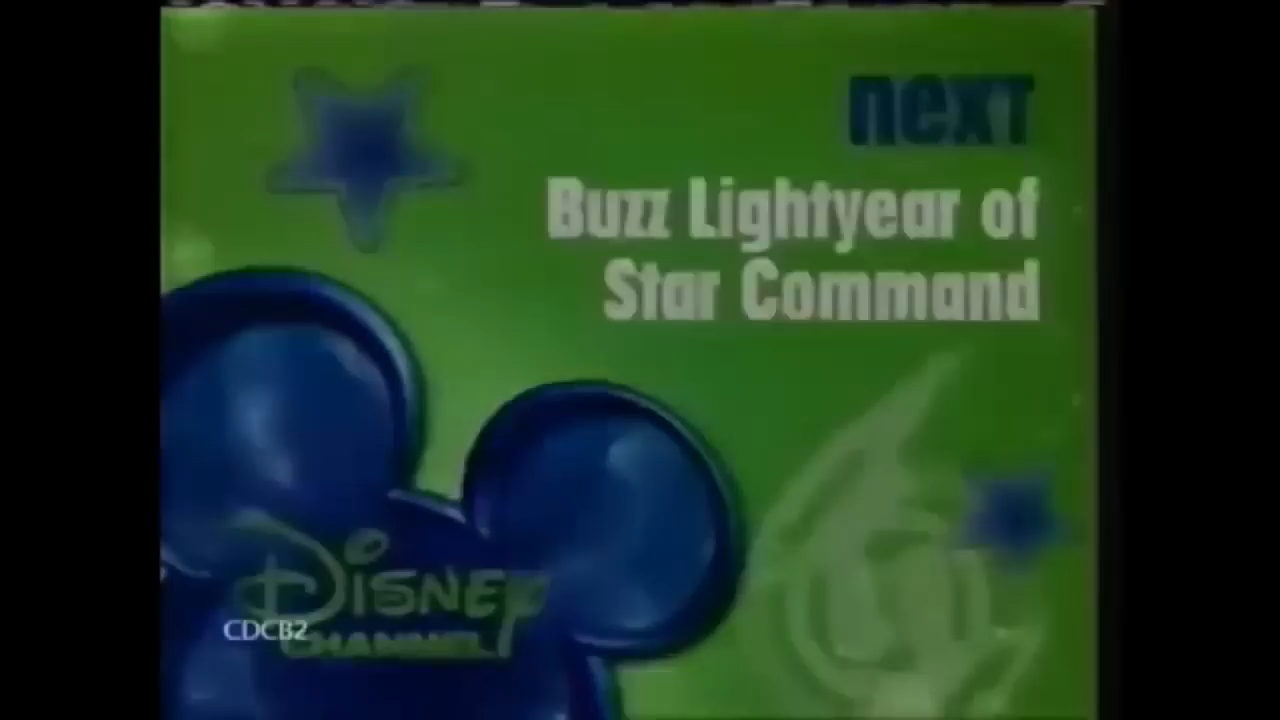 next
Buzz Lightyear of
Star Command
Disney
CDCB2
Channel